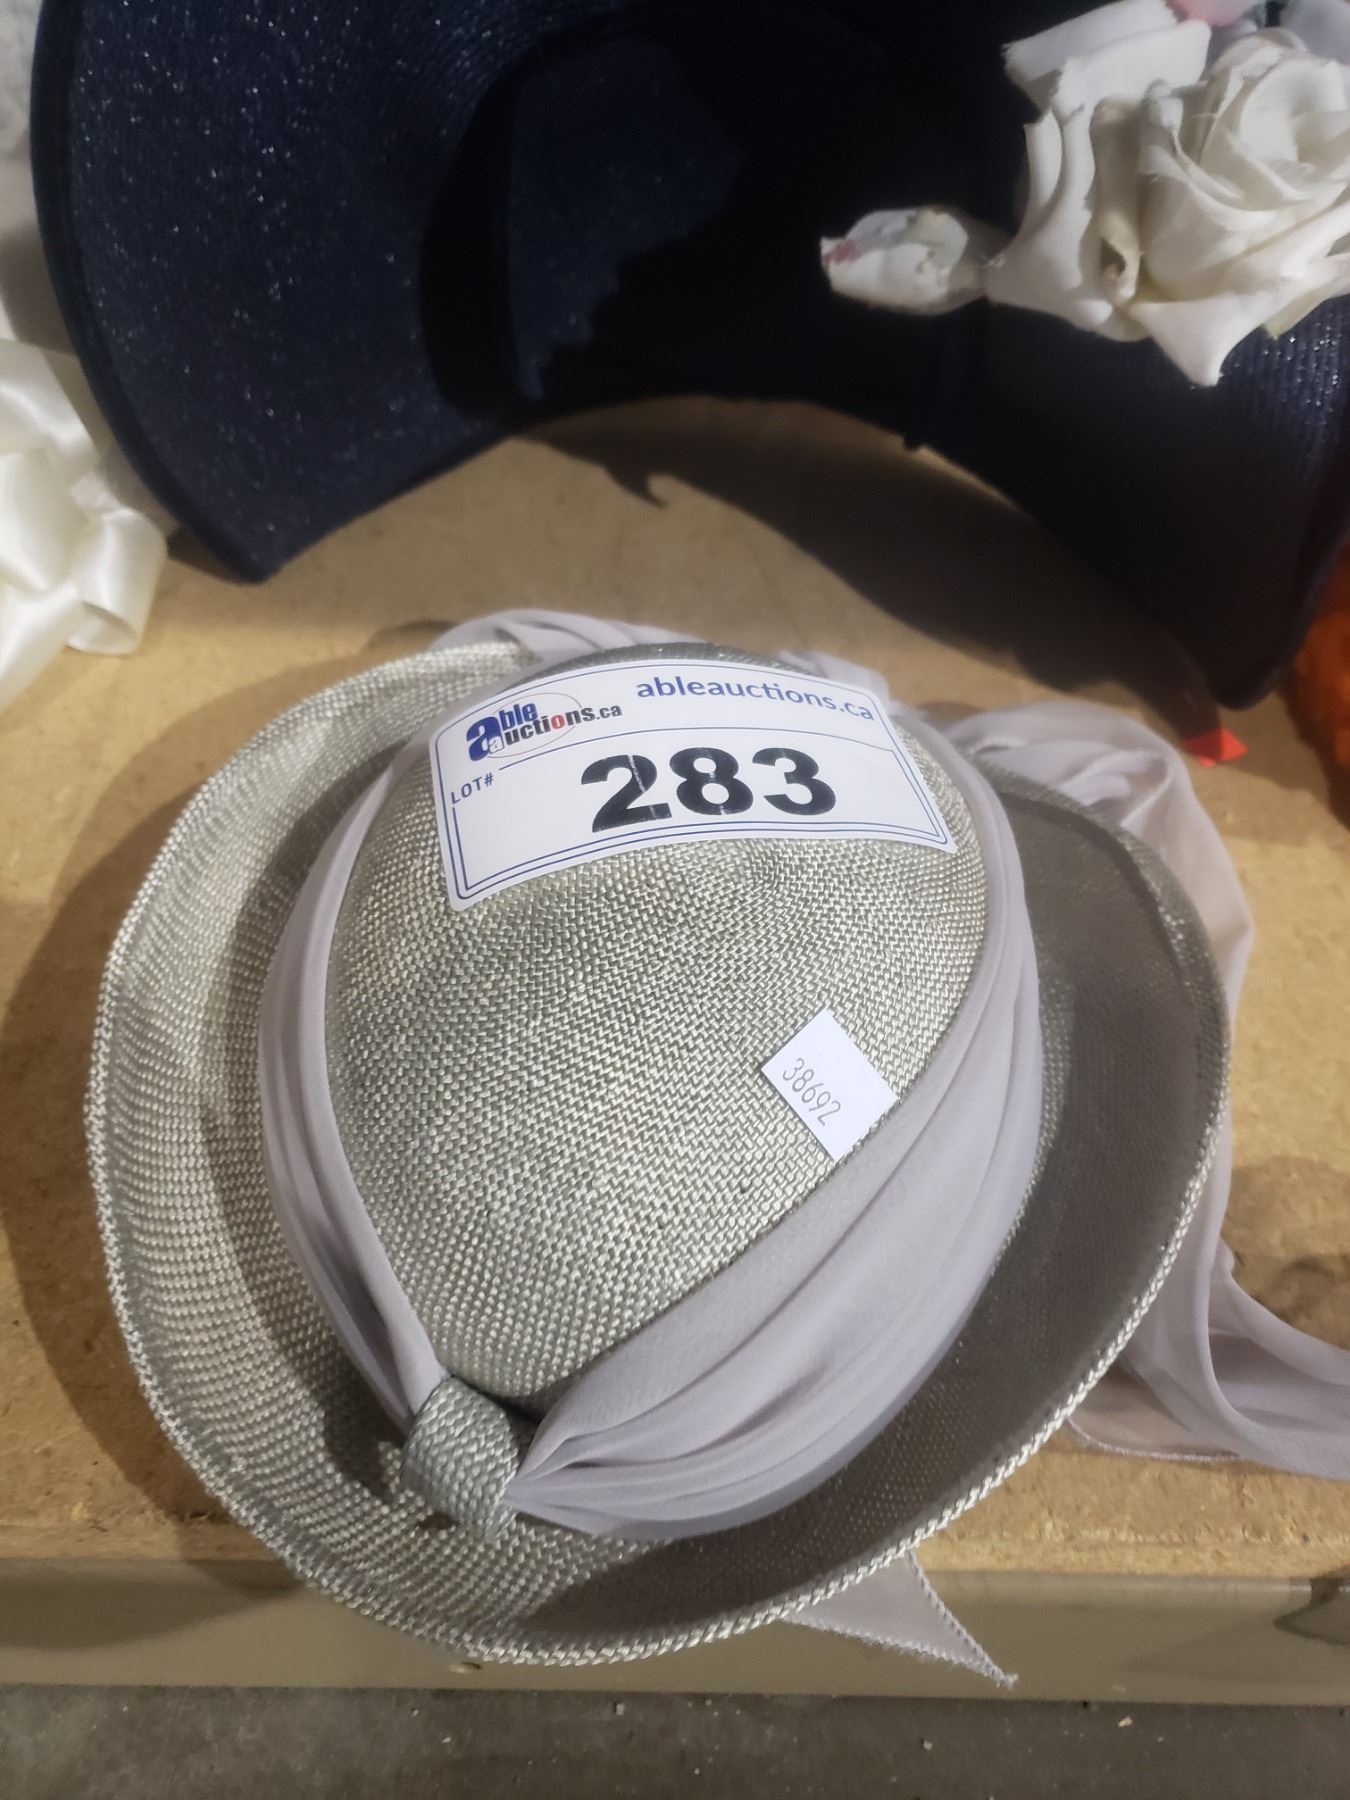 able auctions.ca
ableauctions.ca
LOT# 283
38692